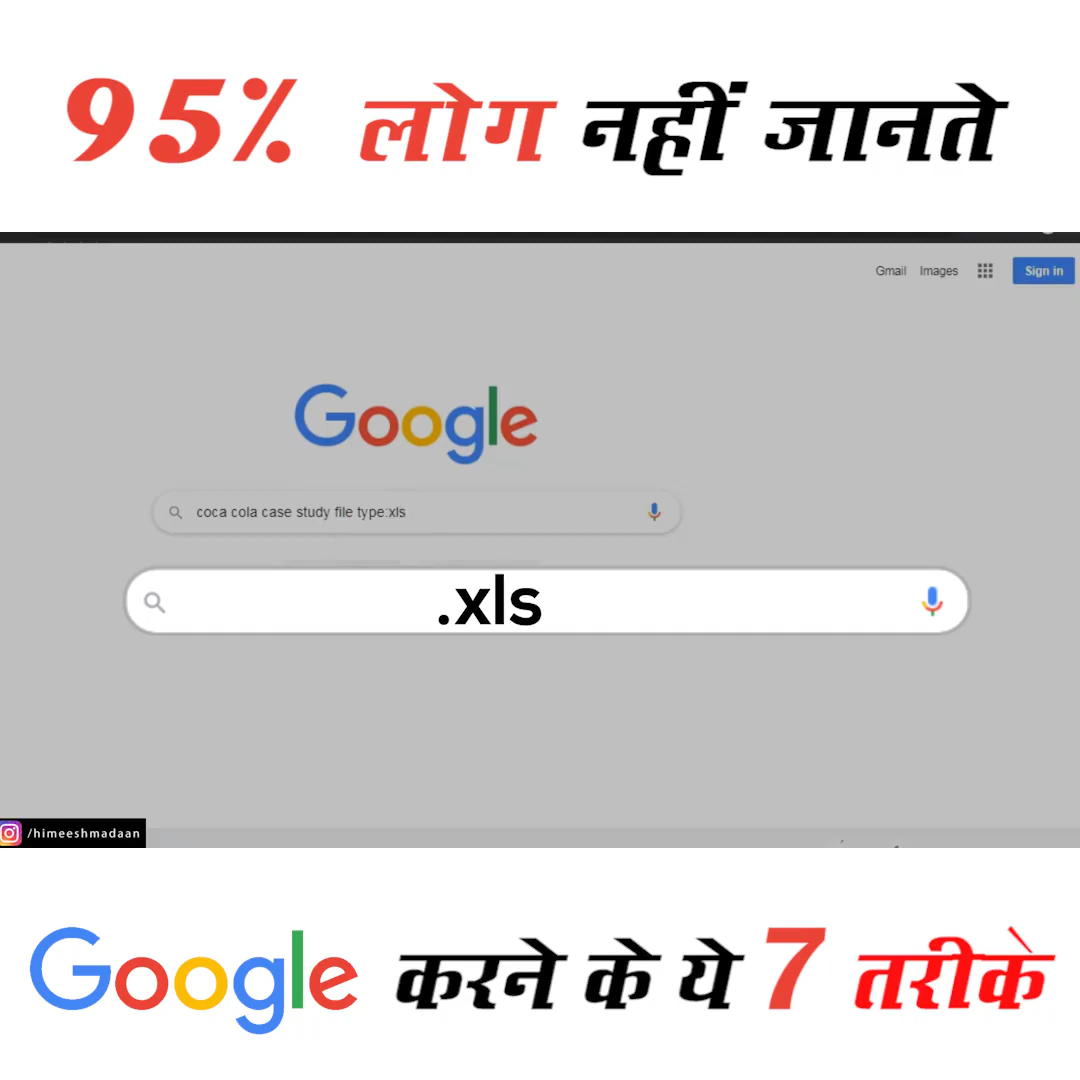 95% लोग नहीं जानते
Gmail Images Sign in
Google
coca cola case study file type:xls
.xls
/himeeshmadaan
Google करने के ये 7 तरीके